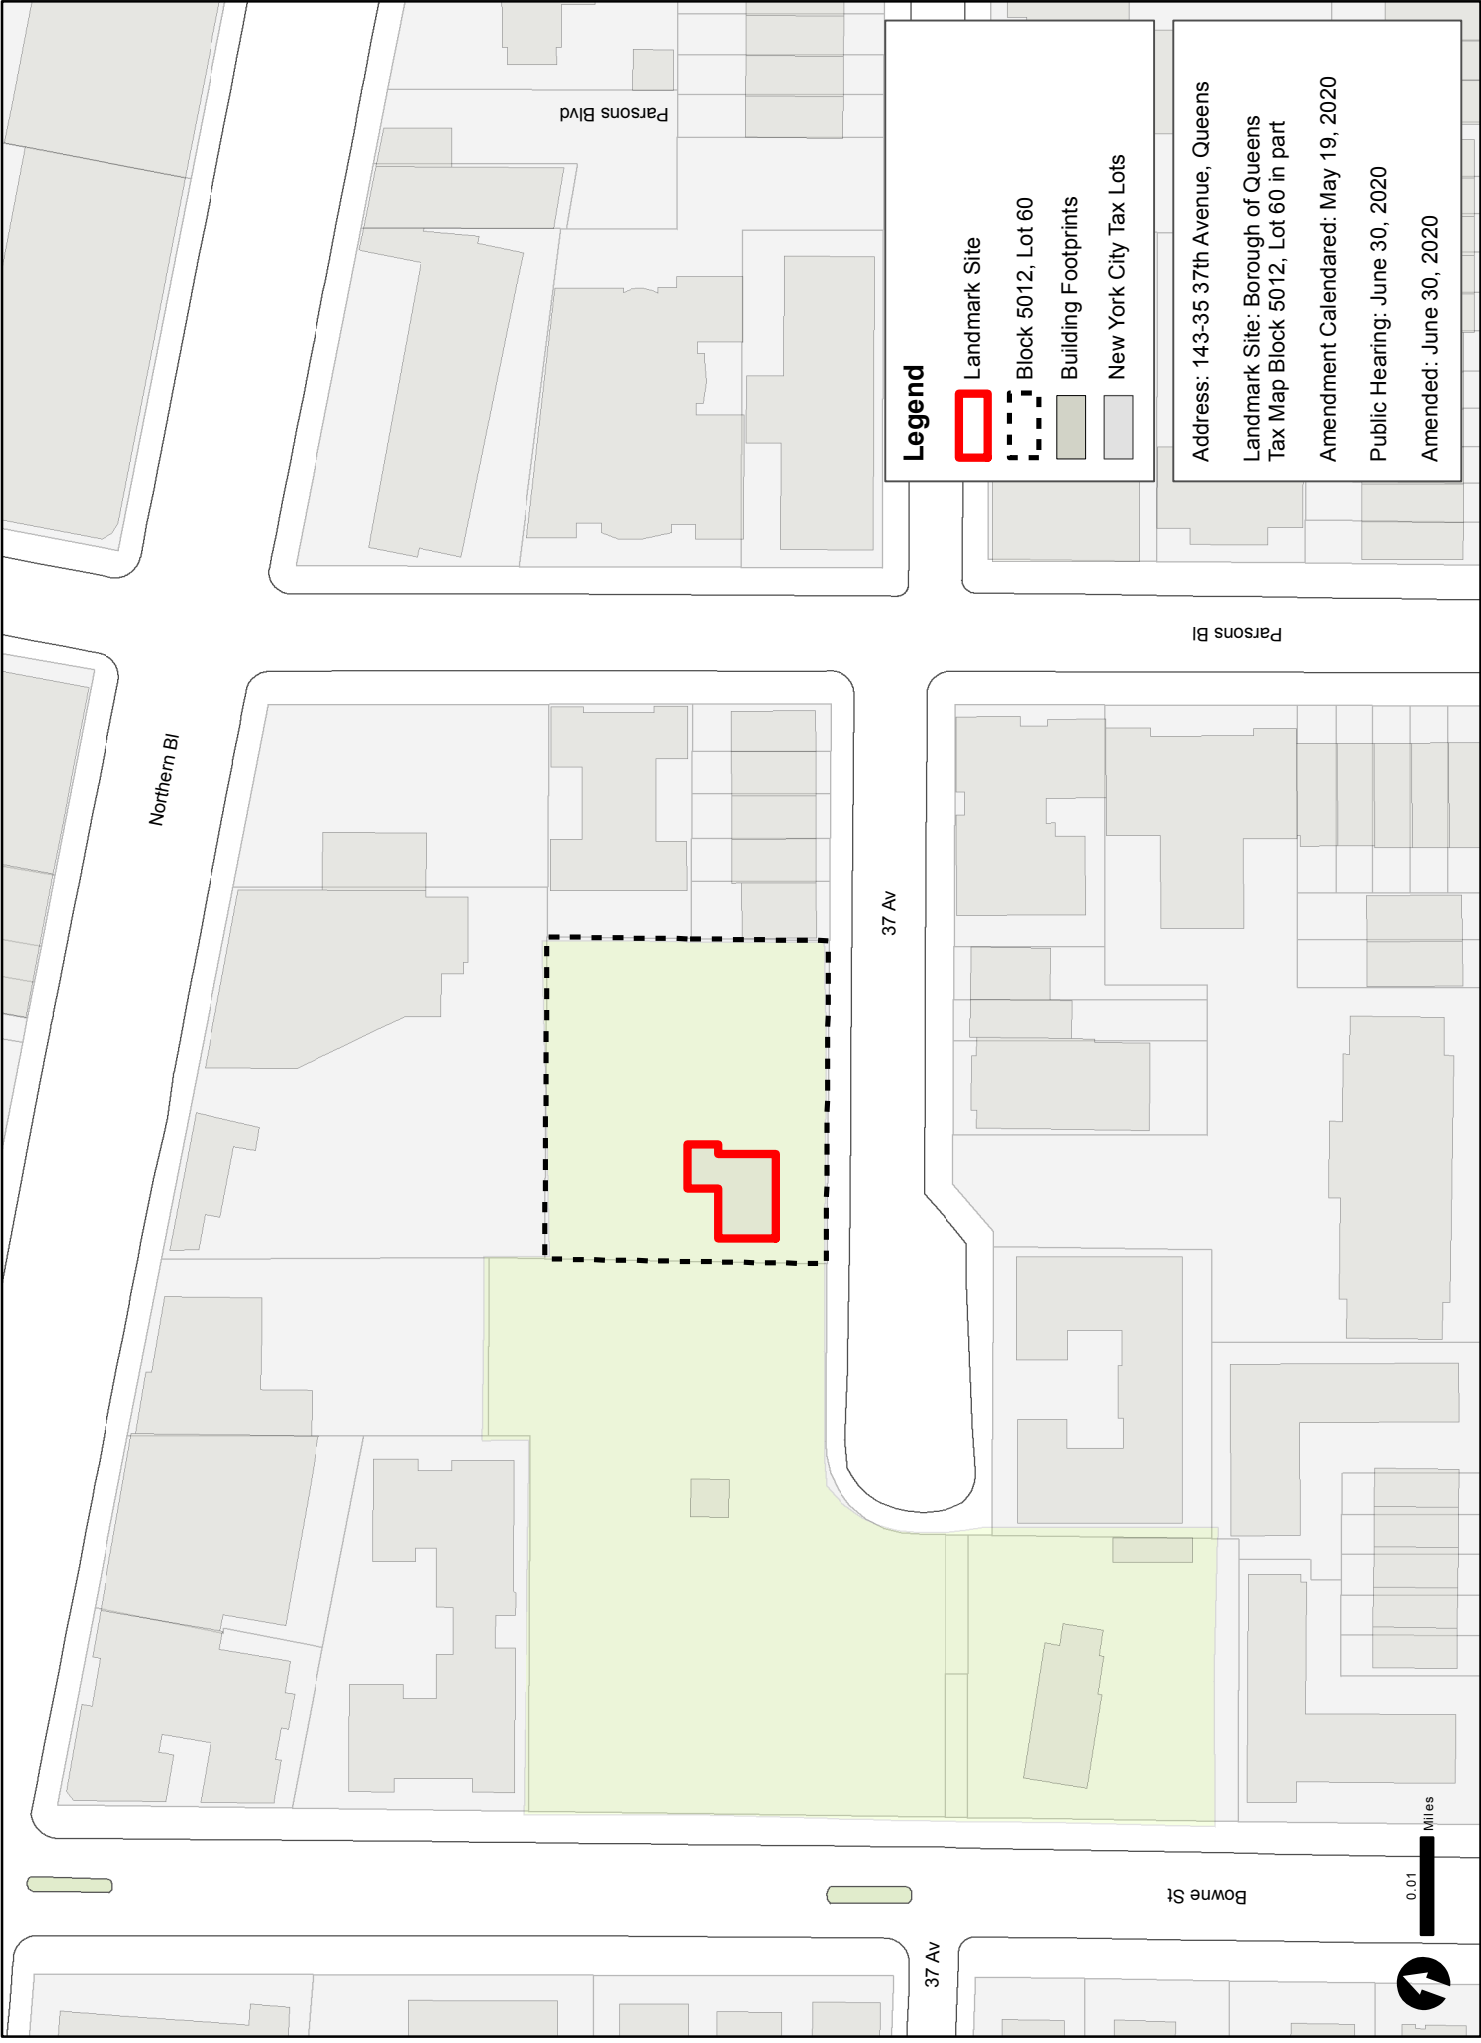 Northern Bl
Parsons Blvd
37 Av
Parsons Bl
Bowne St
37 Av
Legend
Landmark Site
Block 5012, Lot 60
Building Footprints
New York City Tax Lots
Address: 143-35 37th Avenue, Queens
Landmark Site: Borough of Queens
Tax Map Block 5012, Lot 60 in part
Amendment Calendared: May 19, 2020
Public Hearing: June 30, 2020
Amended: June 30, 2020
0.01
Miles